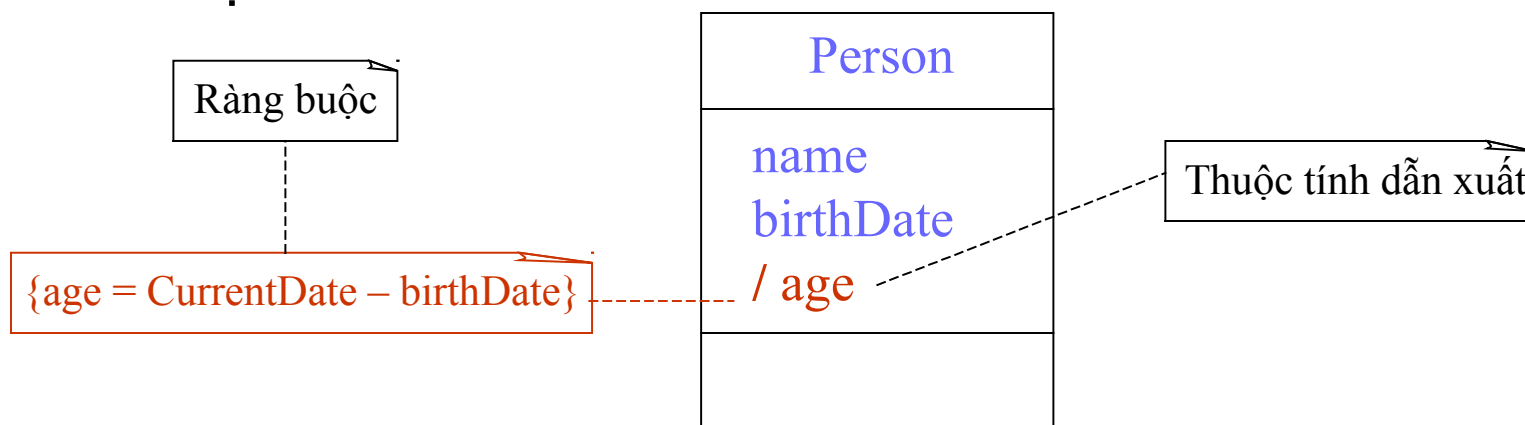 Person
Ràng buộc
name
Thuộc tính dẫn xuất
birthDate
{age = CurrentDate – birthDate}
/ age